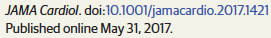 JAMA Cardiol. doi:10.1001/jamacardio.2017.1421
Published online May 31, 2017.